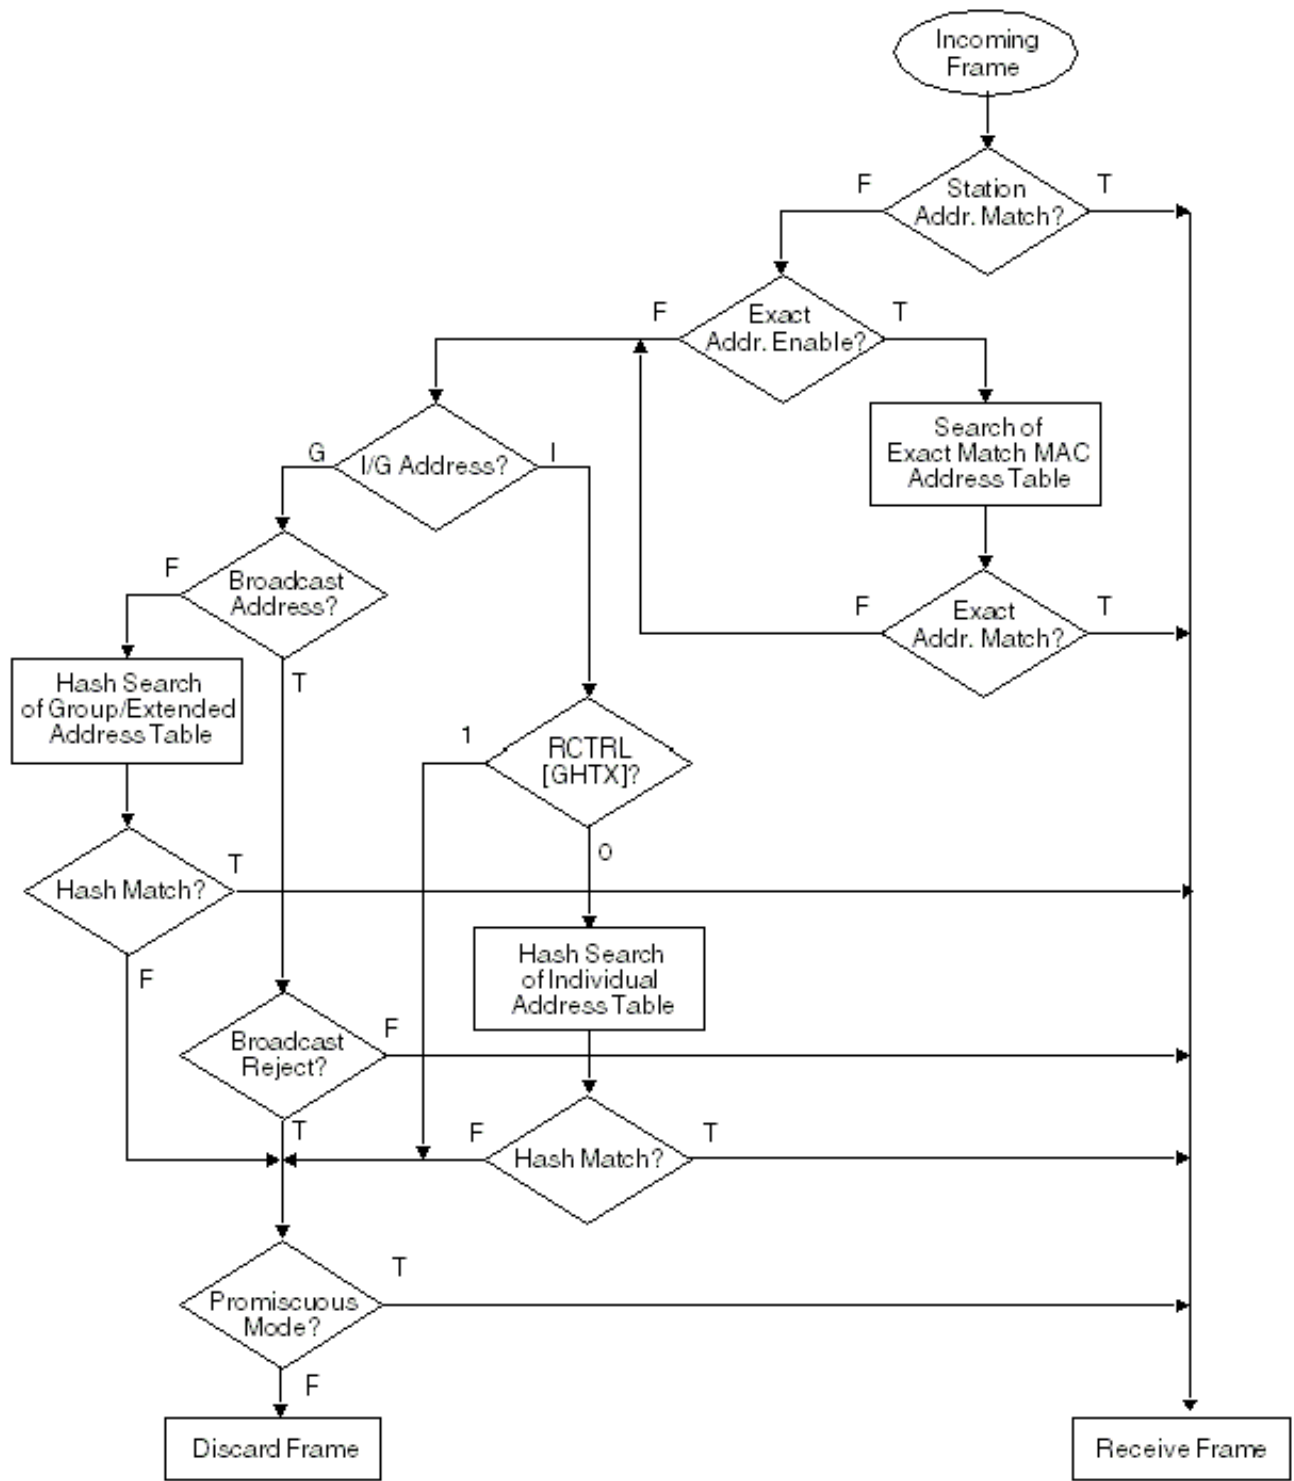 Incoming
Frame
F
Station
Addr. Match?
T
F
Exact
Addr. Enable?
T
Search of
Exact Match MAC
Address Table
G
I/G Address?
I
F
Broadcast
Address?
T
F
Exact
Addr. Match?
T
Hash Search
of Group/Extended
Address Table
1
RCTRL
[GHTX]?
0
Hash Match?
T
F
Hash Search
of Individual
Address Table
Broadcast
Reject?
F
T
F
Hash Match?
T
Promiscuous
Mode?
T
F
Discard Frame
Receive Frame